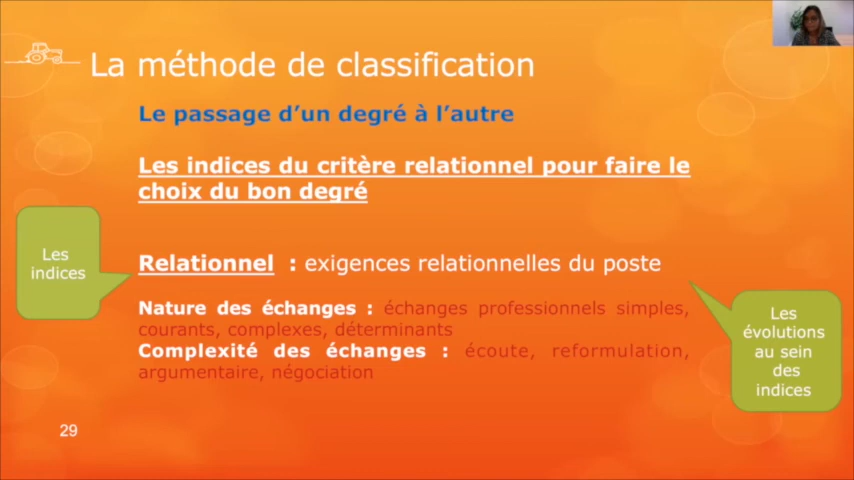 La méthode de classification
Le passage d'un degré à l'autre
Les indices du critère relationnel pour faire le
choix du bon degré
Les
indices
Relationnel : exigences relationnelles du poste
Nature des échanges : échanges professionnels simples,
courants, complexes, déterminants
Complexité des échanges : écoute, reformulation,
argumentaire, négociation
Les
évolutions
au sein
des
indices
29